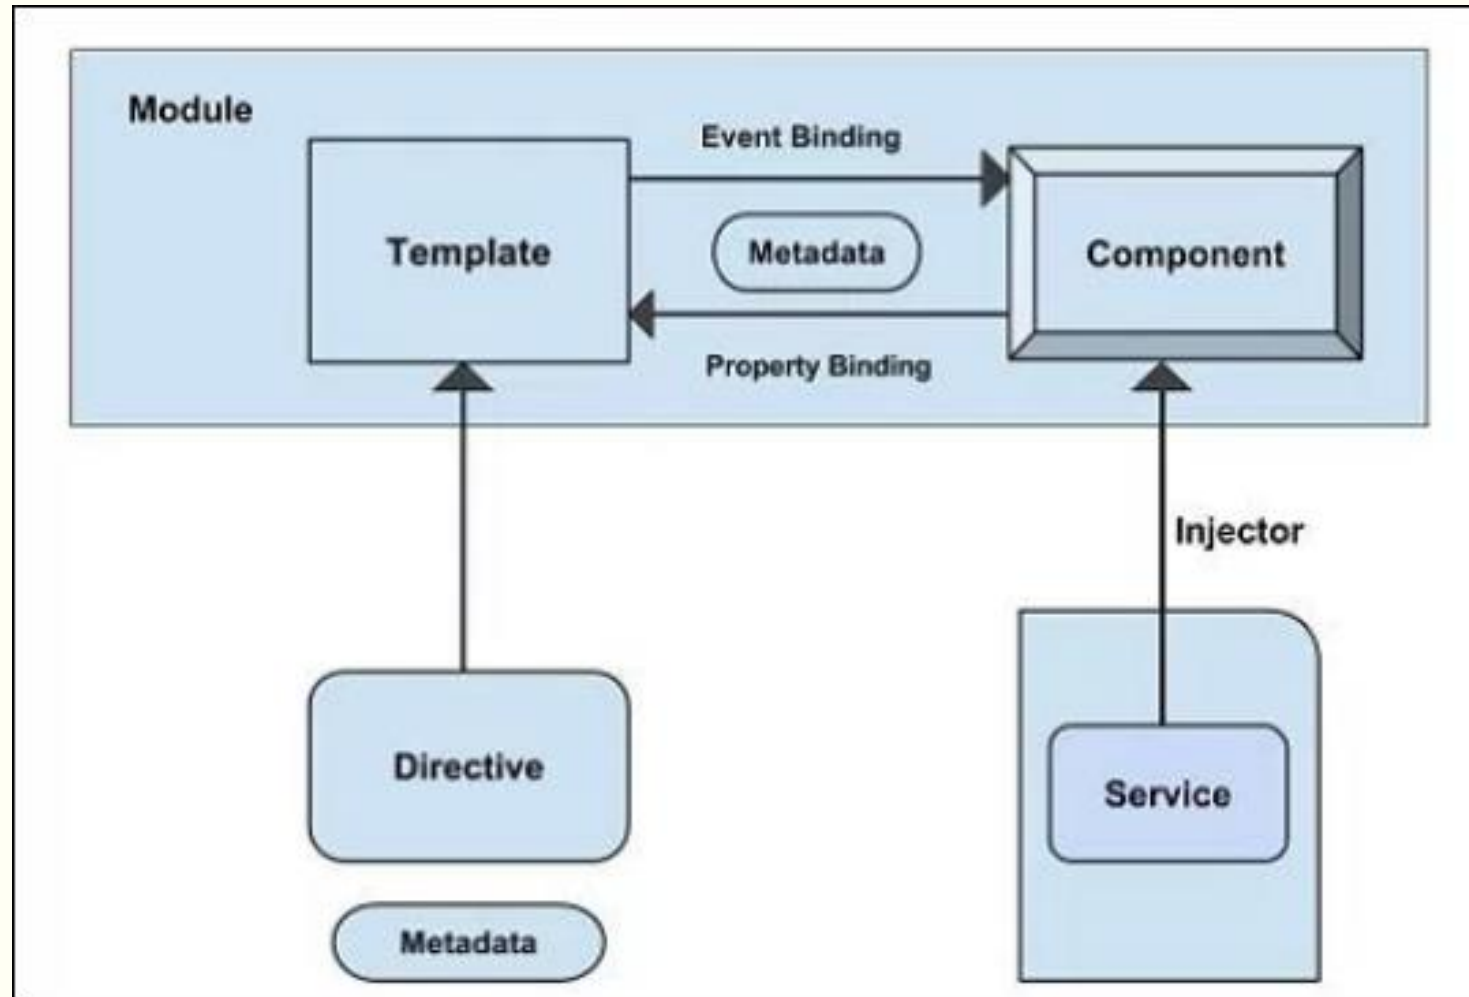 Module
Event Binding
Template
Metadata
Component
Property Binding
Injector
Directive
Service
Metadata